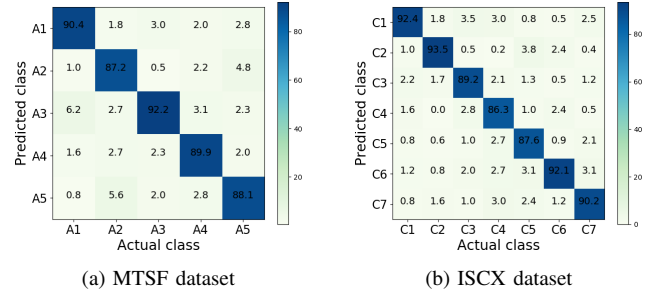 Predicted class
A1 90.4 1.8 3.0 2.0 2.8
A2 1.0 87.2 0.5 2.2 4.8
A3 6.2 2.7 92.2 3.1 2.3
A4 1.6 2.7 2.3 89.9 2.0
A5 0.8 5.6 2.0 2.8 88.1
A1 A2 A3 A4 A5
Actual class
80
60
40
20
(a) MTSF dataset
Predicted class
C1 92.4 1.8 3.5 3.0 0.8 0.5 2.5
C2 1.0 93.5 0.5 0.2 3.8 2.4 0.4
C3 2.2 1.7 89.2 2.1 1.3 0.5 1.2
C4 1.6 0.0 2.8 86.3 1.0 2.4 0.5
C5 0.8 0.6 1.0 2.7 87.6 0.9 2.1
C6 1.2 0.8 2.0 2.7 3.1 92.1 3.1
C7 0.8 1.6 1.0 3.0 2.4 1.2 90.2
C1 C2 C3 C4 C5 C6 C7
Actual class
80
60
40
20
0
(b) ISCX dataset